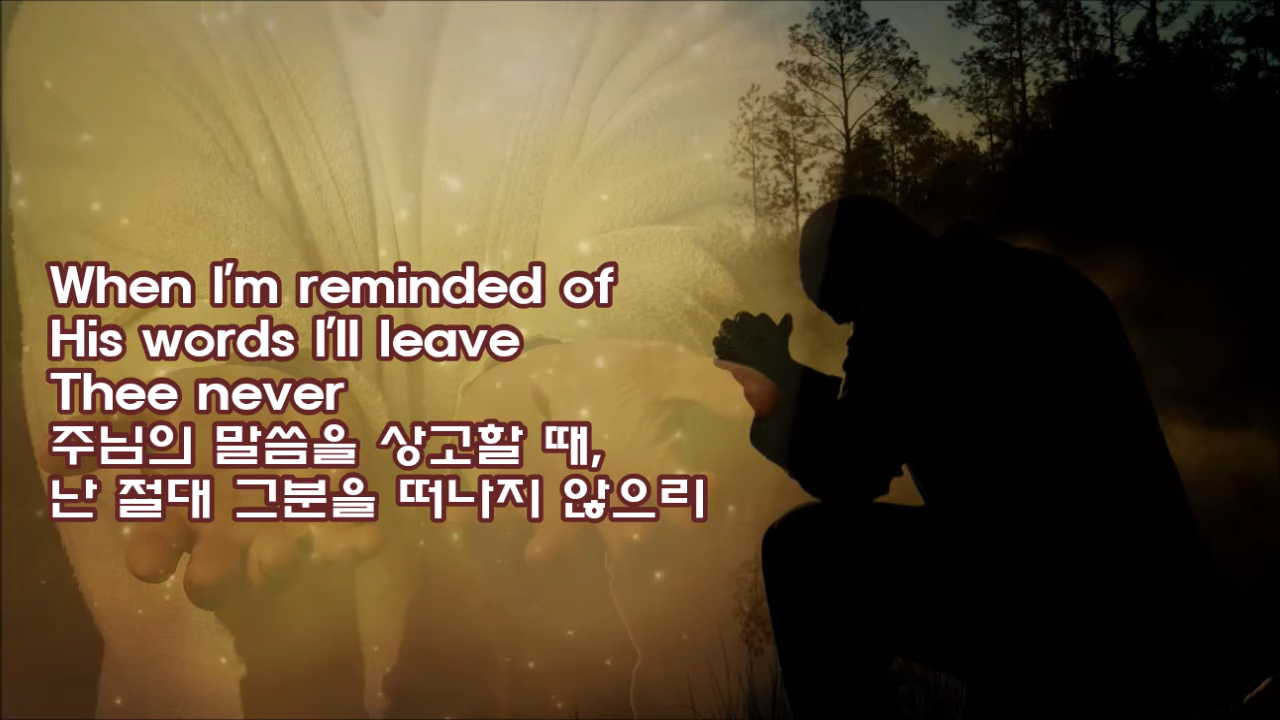 When I'm reminded of
His words I'll leave
Thee never
주님의 말씀을 상고할 때,
난 절대 그분을 떠나지 않으리